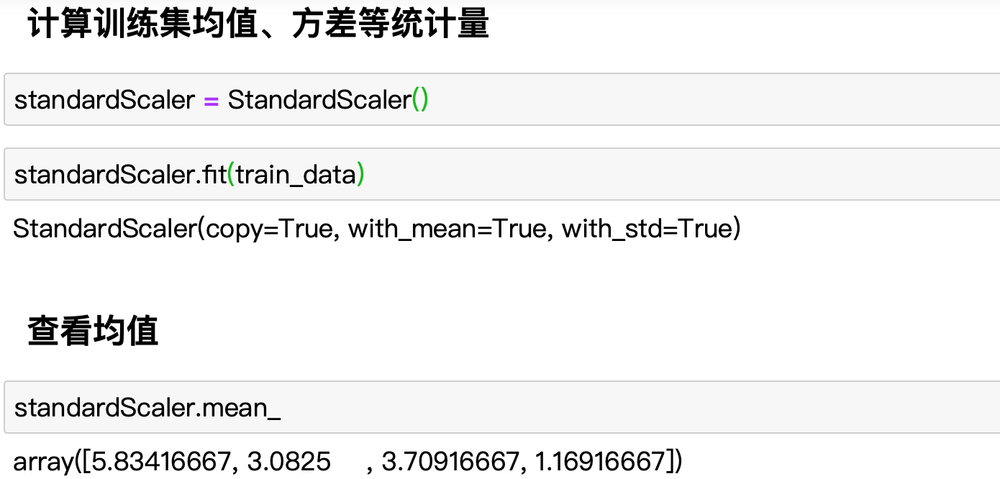 计算训练集均值、方差等统计量
standardScaler = StandardScaler()
standardScaler.fit(train_data)
StandardScaler(copy=True, with_mean=True, with_std=True)
查看均值
standardScaler.mean_
array([5.83416667, 3.0825    , 3.70916667, 1.16916667])